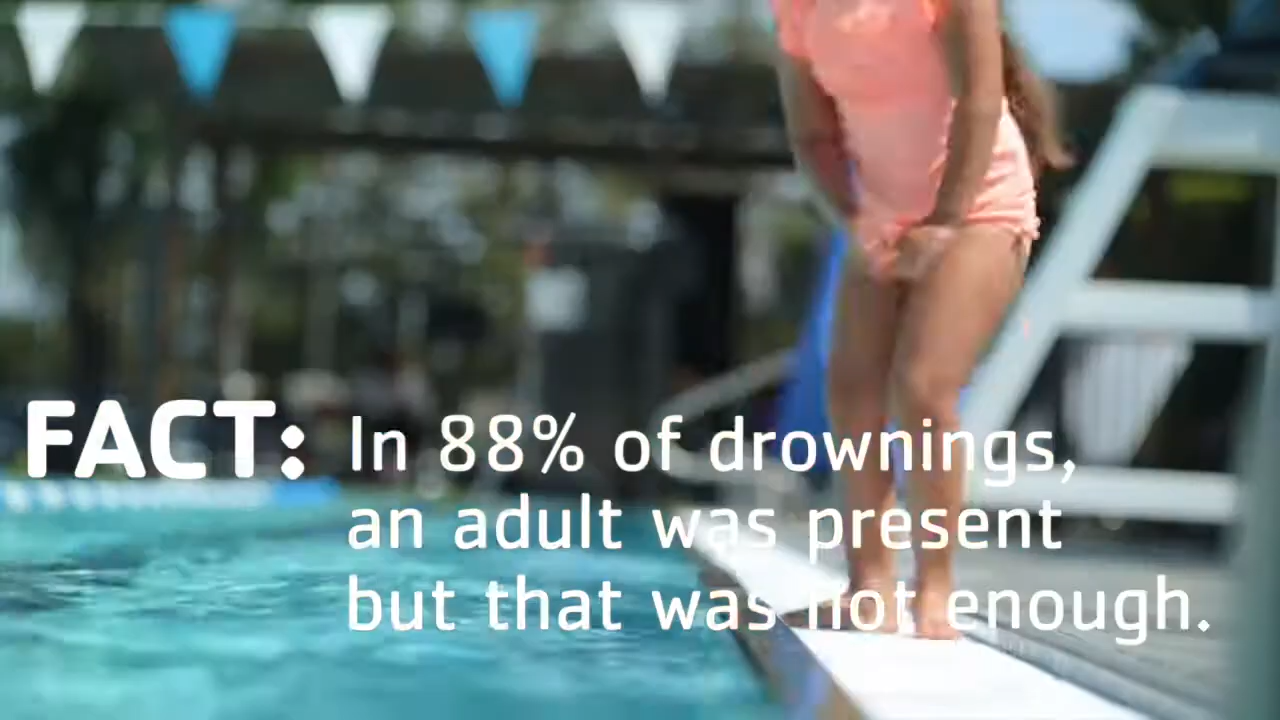 FACT: In 88% of drownings,
an adult was present
but that was not enough.